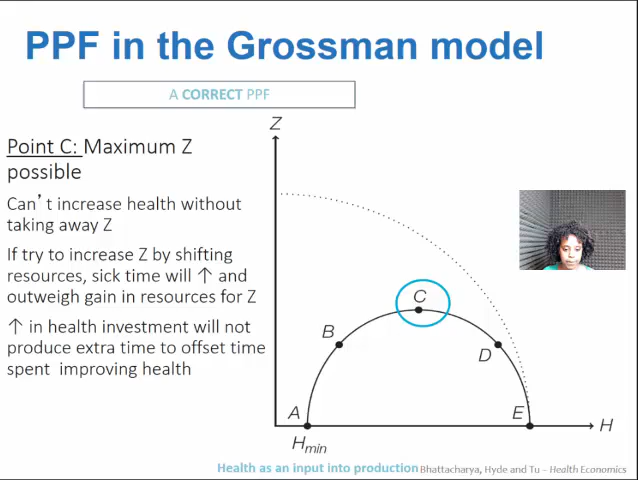 PPF in the Grossman model
A CORRECT PPF
Point C: Maximum Z
possible
Can't increase health without
taking away Z
If try to increase Z by shifting
resources, sick time will ↑ and
outweigh gain in resources for Z
↑ in health investment will not
produce extra time to offset time
spent improving health
Z
C
B
D
A
E
H
Hmin
Health as an input into production Bhattacharya, Hyde and Tu – Health Economics